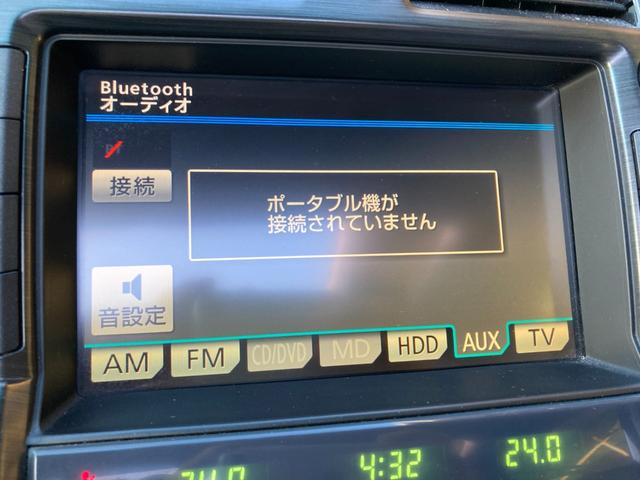 Bluetooth
オーディオ
BT
接続
ポータブル機が
接続されていません
音設定
AM FM CD/DVD MD HDD AUX TV
4:32 24.0